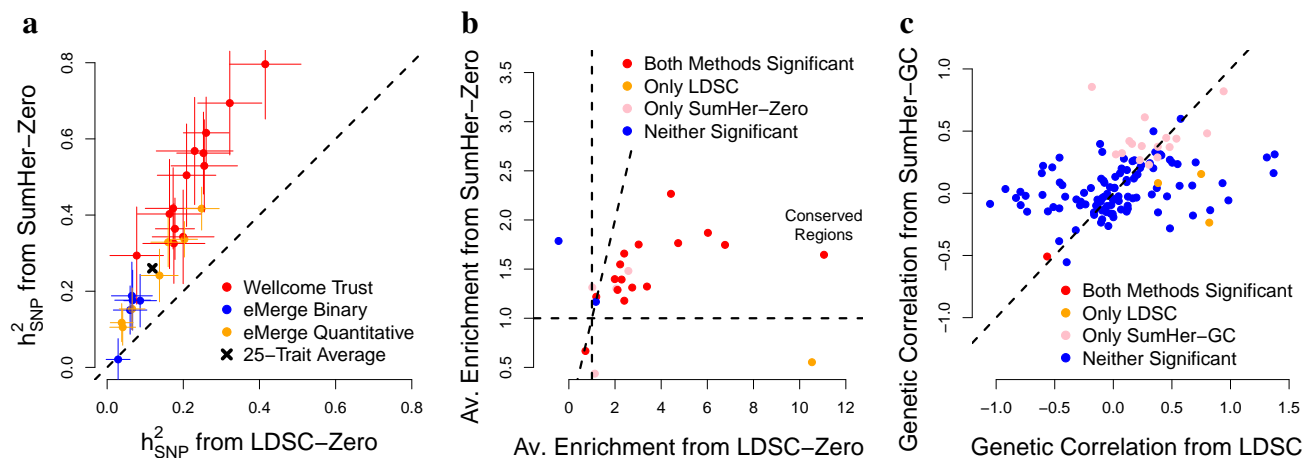 a
h²SNP from SumHer−Zero
0.0 0.2 0.4 0.6 0.8
Wellcome Trust
eMerge Binary
eMerge Quantitative
25−Trait Average
0.0 0.2 0.4 0.6 0.8
h²SNP from LDSC−Zero
b
Av. Enrichment from SumHer−Zero
0.5 1.0 1.5 2.0 2.5 3.0 3.5
Both Methods Significant
Only LDSC
Only SumHer−Zero
Neither Significant
Conserved
Regions
0 2 4 6 8 10 12
Av. Enrichment from LDSC−Zero
c
Genetic Correlation from SumHer−GC
−1.0 −0.5 0.0 0.5 1.0
Both Methods Significant
Only LDSC
Only SumHer−GC
Neither Significant
−1.0 −0.5 0.0 0.5 1.0 1.5
Genetic Correlation from LDSC